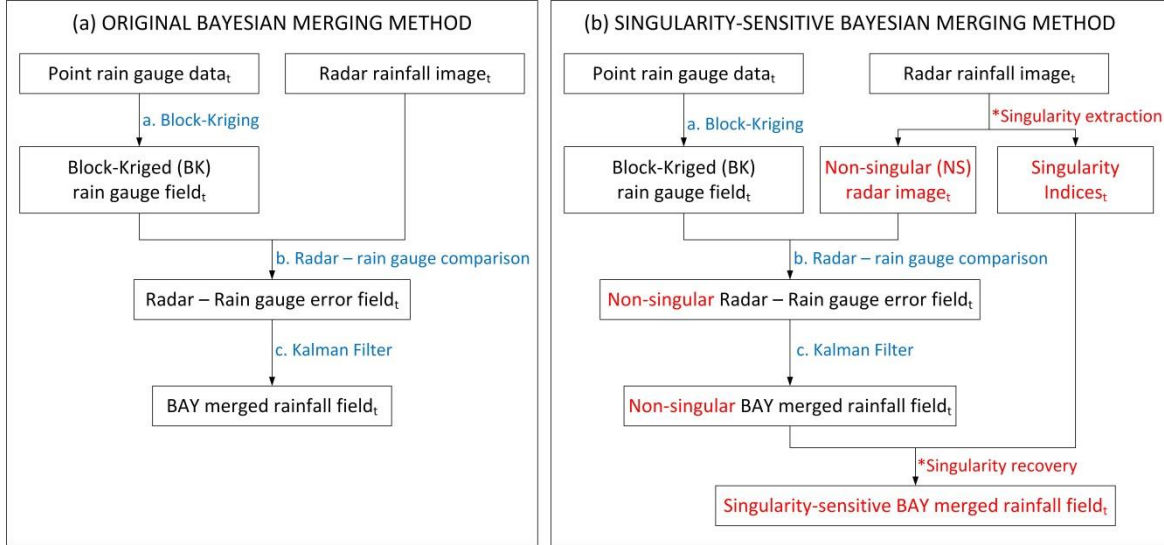 (a) ORIGINAL BAYESIAN MERGING METHOD
Point rain gauge dataₜ
Radar rainfall imageₜ
a. Block-Kriging
Block-Kriged (BK)
rain gauge fieldₜ
b. Radar – rain gauge comparison
Radar – Rain gauge error fieldₜ
c. Kalman Filter
BAY merged rainfall fieldₜ
(b) SINGULARITY-SENSITIVE BAYESIAN MERGING METHOD
Point rain gauge dataₜ
Radar rainfall imageₜ
a. Block-Kriging
*Singularity extraction
Block-Kriged (BK)
rain gauge fieldₜ
Non-singular (NS)
radar imageₜ
Singularity
Indicesₜ
b. Radar – rain gauge comparison
Non-singular Radar – Rain gauge error fieldₜ
c. Kalman Filter
Non-singular BAY merged rainfall fieldₜ
*Singularity recovery
Singularity-sensitive BAY merged rainfall fieldₜ